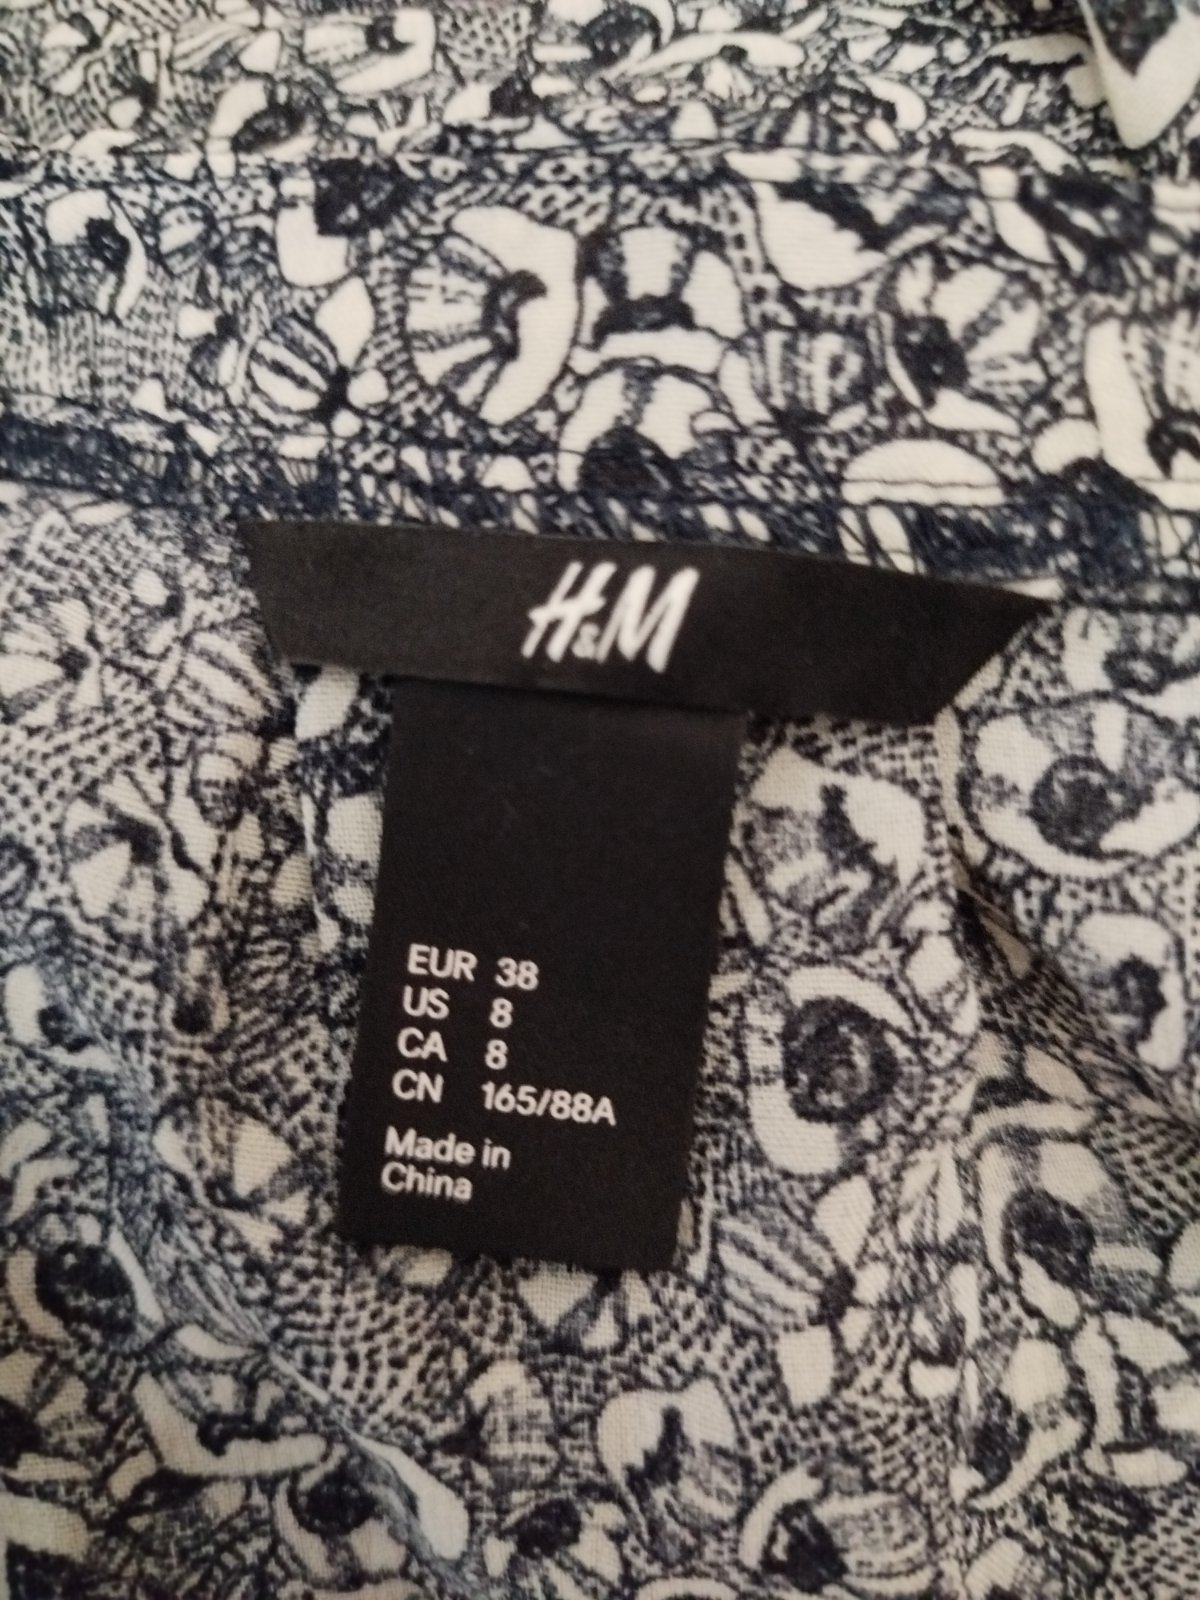 H&M
EUR 38
US 8
CA 8
CN 165/88A
Made in
China